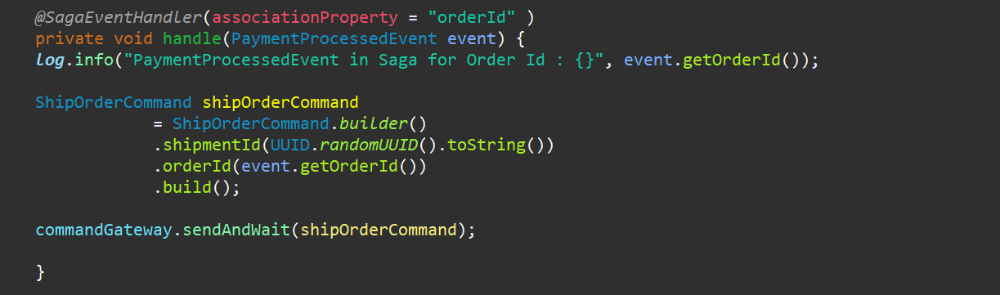 @SagaEventHandler(associationProperty = "orderId" )
private void handle(PaymentProcessedEvent event) {
log.info("PaymentProcessedEvent in Saga for Order Id : {}", event.getOrderId());
ShipOrderCommand shipOrderCommand
= ShipOrderCommand.builder()
.shipmentId(UUID.randomUUID().toString())
.orderId(event.getOrderId())
.build();
commandGateway.sendAndWait(shipOrderCommand);
}